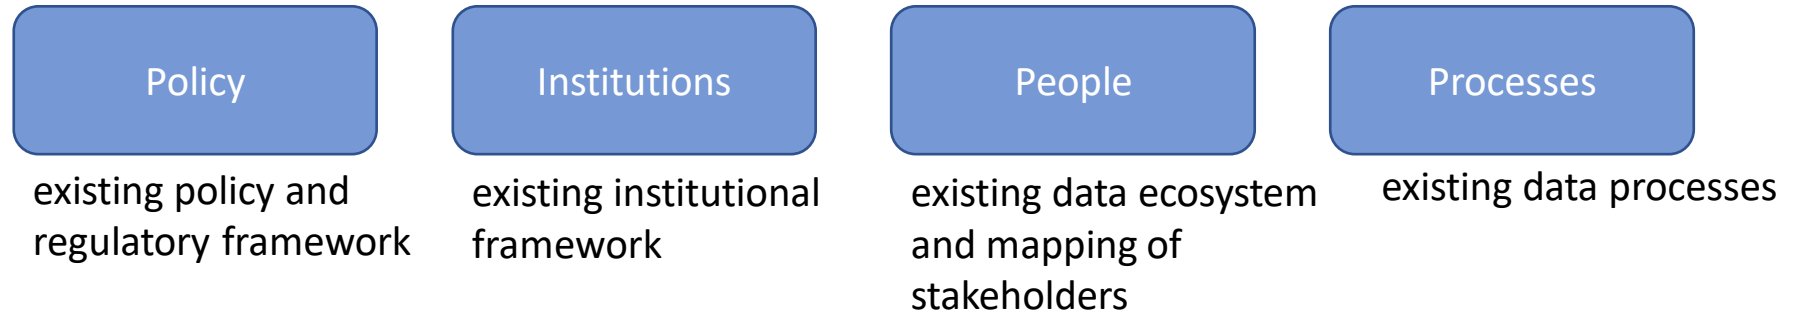 Policy
existing policy and
regulatory framework
Institutions
existing institutional
framework
People
existing data ecosystem
and mapping of
stakeholders
Processes
existing data processes